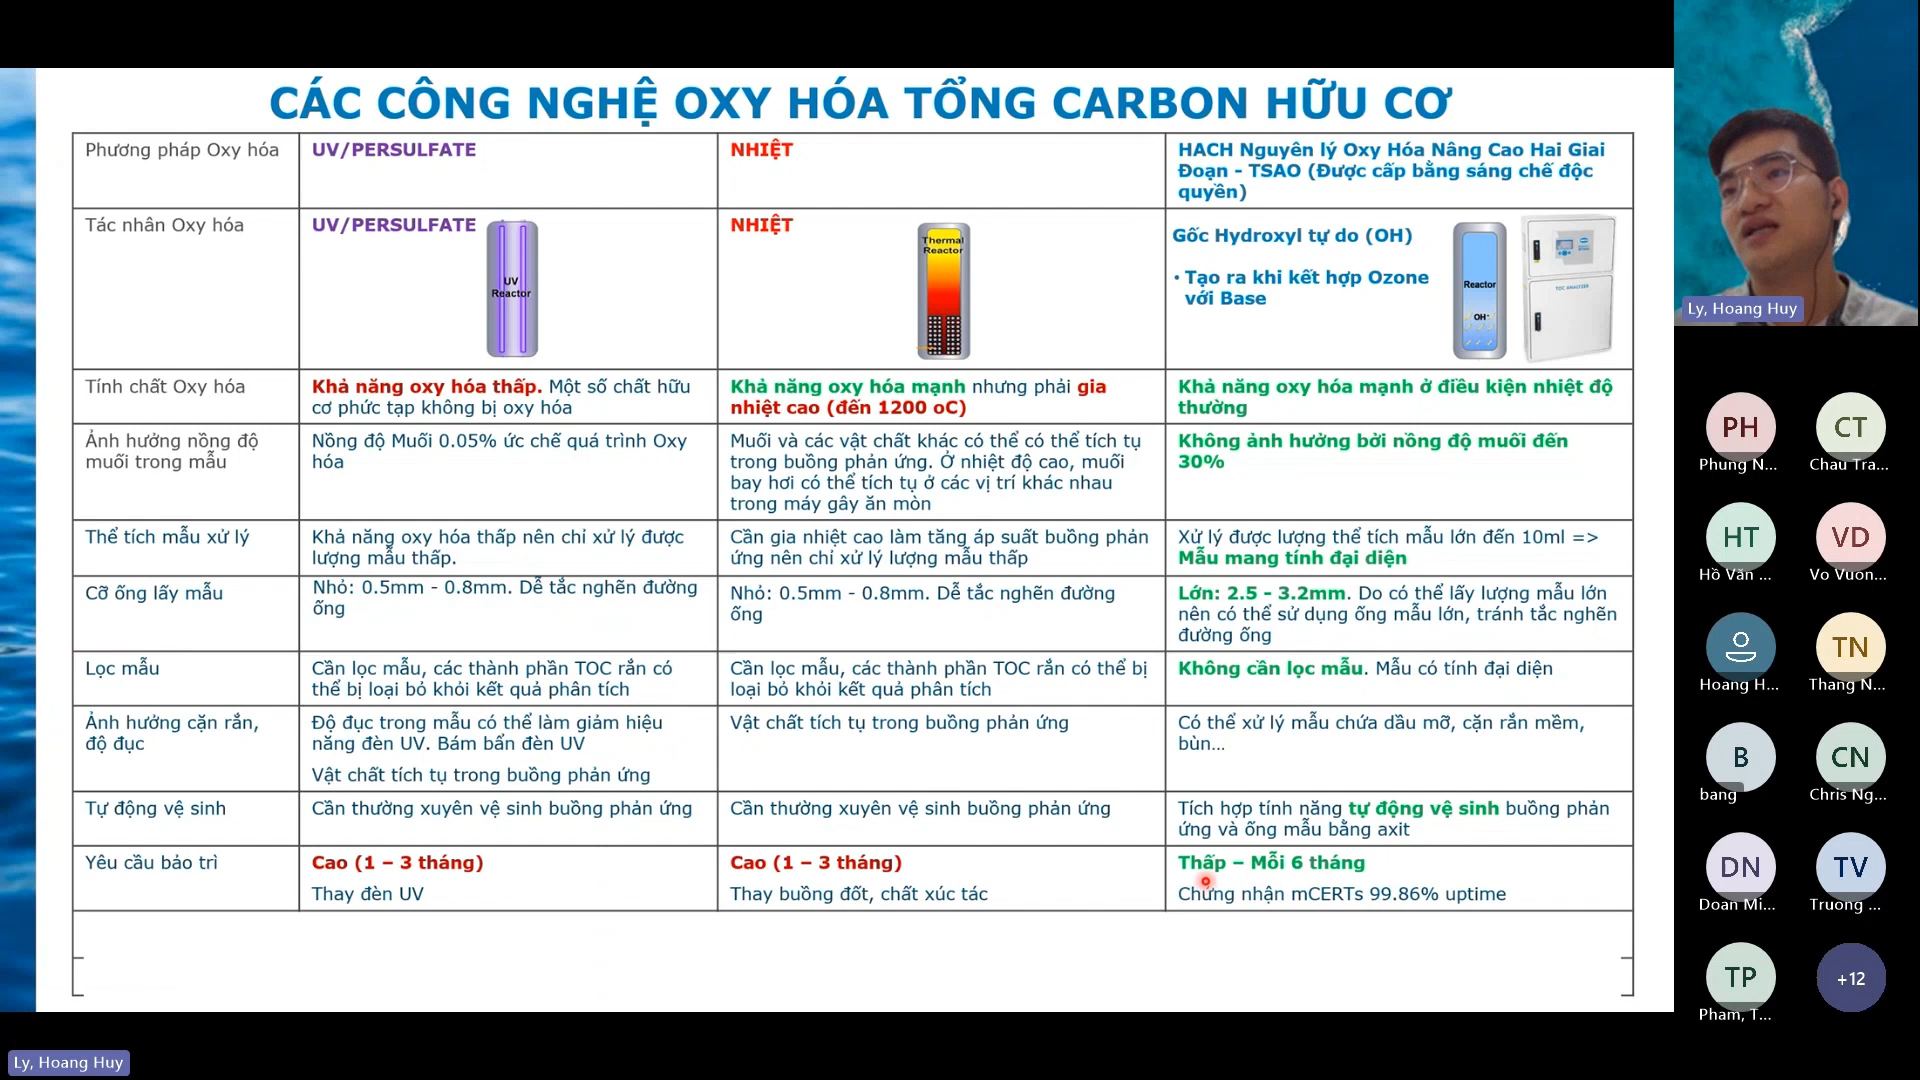 CÁC CÔNG NGHỆ OXY HÓA TỔNG CARBON HỮU CƠ
Phương pháp Oxy hóa
UV/PERSULFATE
NHIỆT
HACH Nguyên lý Oxy Hóa Nâng Cao Hai Giai
Đoạn - TSAO (Được cấp bằng sáng chế độc
quyền)
Tác nhân Oxy hóa
UV/PERSULFATE
UV
Reactor
NHIỆT
Thermal
Reactor
Gốc Hydroxyl tự do (OH)
• Tạo ra khi kết hợp Ozone
với Base
Reactor
OH•
TOC ANALYZER
Tính chất Oxy hóa
Khả năng oxy hóa thấp. Một số chất hữu
cơ phức tạp không bị oxy hóa
Khả năng oxy hóa mạnh nhưng phải gia
nhiệt cao (đến 1200 oC)
Khả năng oxy hóa mạnh ở điều kiện nhiệt độ
thường
Ảnh hưởng nồng độ
muối trong mẫu
Nồng độ Muối 0.05% ức chế quá trình Oxy
hóa
Muối và các vật chất khác có thể có thể tích tụ
trong buồng phản ứng. Ở nhiệt độ cao, muối
bay hơi có thể tích tụ ở các vị trí khác nhau
trong máy gây ăn mòn
Không ảnh hưởng bởi nồng độ muối đến
30%
Thể tích mẫu xử lý
Khả năng oxy hóa thấp nên chỉ xử lý được
lượng mẫu thấp.
Cần gia nhiệt cao làm tăng áp suất buồng phản
ứng nên chỉ xử lý lượng mẫu thấp
Xử lý được lượng thể tích mẫu lớn đến 10ml =>
Mẫu mang tính đại diện
Cỡ ống lấy mẫu
Nhỏ: 0.5mm - 0.8mm. Dễ tắc nghẽn đường
ống
Nhỏ: 0.5mm - 0.8mm. Dễ tắc nghẽn đường
ống
Lớn: 2.5 - 3.2mm. Do có thể lấy lượng mẫu lớn
nên có thể sử dụng ống mẫu lớn, tránh tắc nghẽn
đường ống
Lọc mẫu
Cần lọc mẫu, các thành phần TOC rắn có
thể bị loại bỏ khỏi kết quả phân tích
Cần lọc mẫu, các thành phần TOC rắn có thể bị
loại bỏ khỏi kết quả phân tích
Không cần lọc mẫu. Mẫu có tính đại diện
Ảnh hưởng cặn rắn,
độ đục
Độ đục trong mẫu có thể làm giảm hiệu
năng đèn UV. Bám bẩn đèn UV
Vật chất tích tụ trong buồng phản ứng
Vật chất tích tụ trong buồng phản ứng
Có thể xử lý mẫu chứa dầu mỡ, cặn rắn mềm,
bùn...
Tự động vệ sinh
Cần thường xuyên vệ sinh buồng phản ứng
Cần thường xuyên vệ sinh buồng phản ứng
Tích hợp tính năng tự động vệ sinh buồng phản
ứng và ống mẫu bằng axit
Yêu cầu bảo trì
Cao (1 – 3 tháng)
Thay đèn UV
Cao (1 – 3 tháng)
Thay buồng đốt, chất xúc tác
Thấp – Mỗi 6 tháng
Chứng nhận mCERTs 99.86% uptime
Ly, Hoang Huy
PH
Phung N...
CT
Chau Tra...
HT
Hồ Văn ...
VD
Vo Vuon...
Hoang H...
TN
Thang N...
B
bang
CN
Chris Ng...
DN
Doan Mi...
TV
Truong ...
TP
Pham, T...
+12
Ly, Hoang Huy